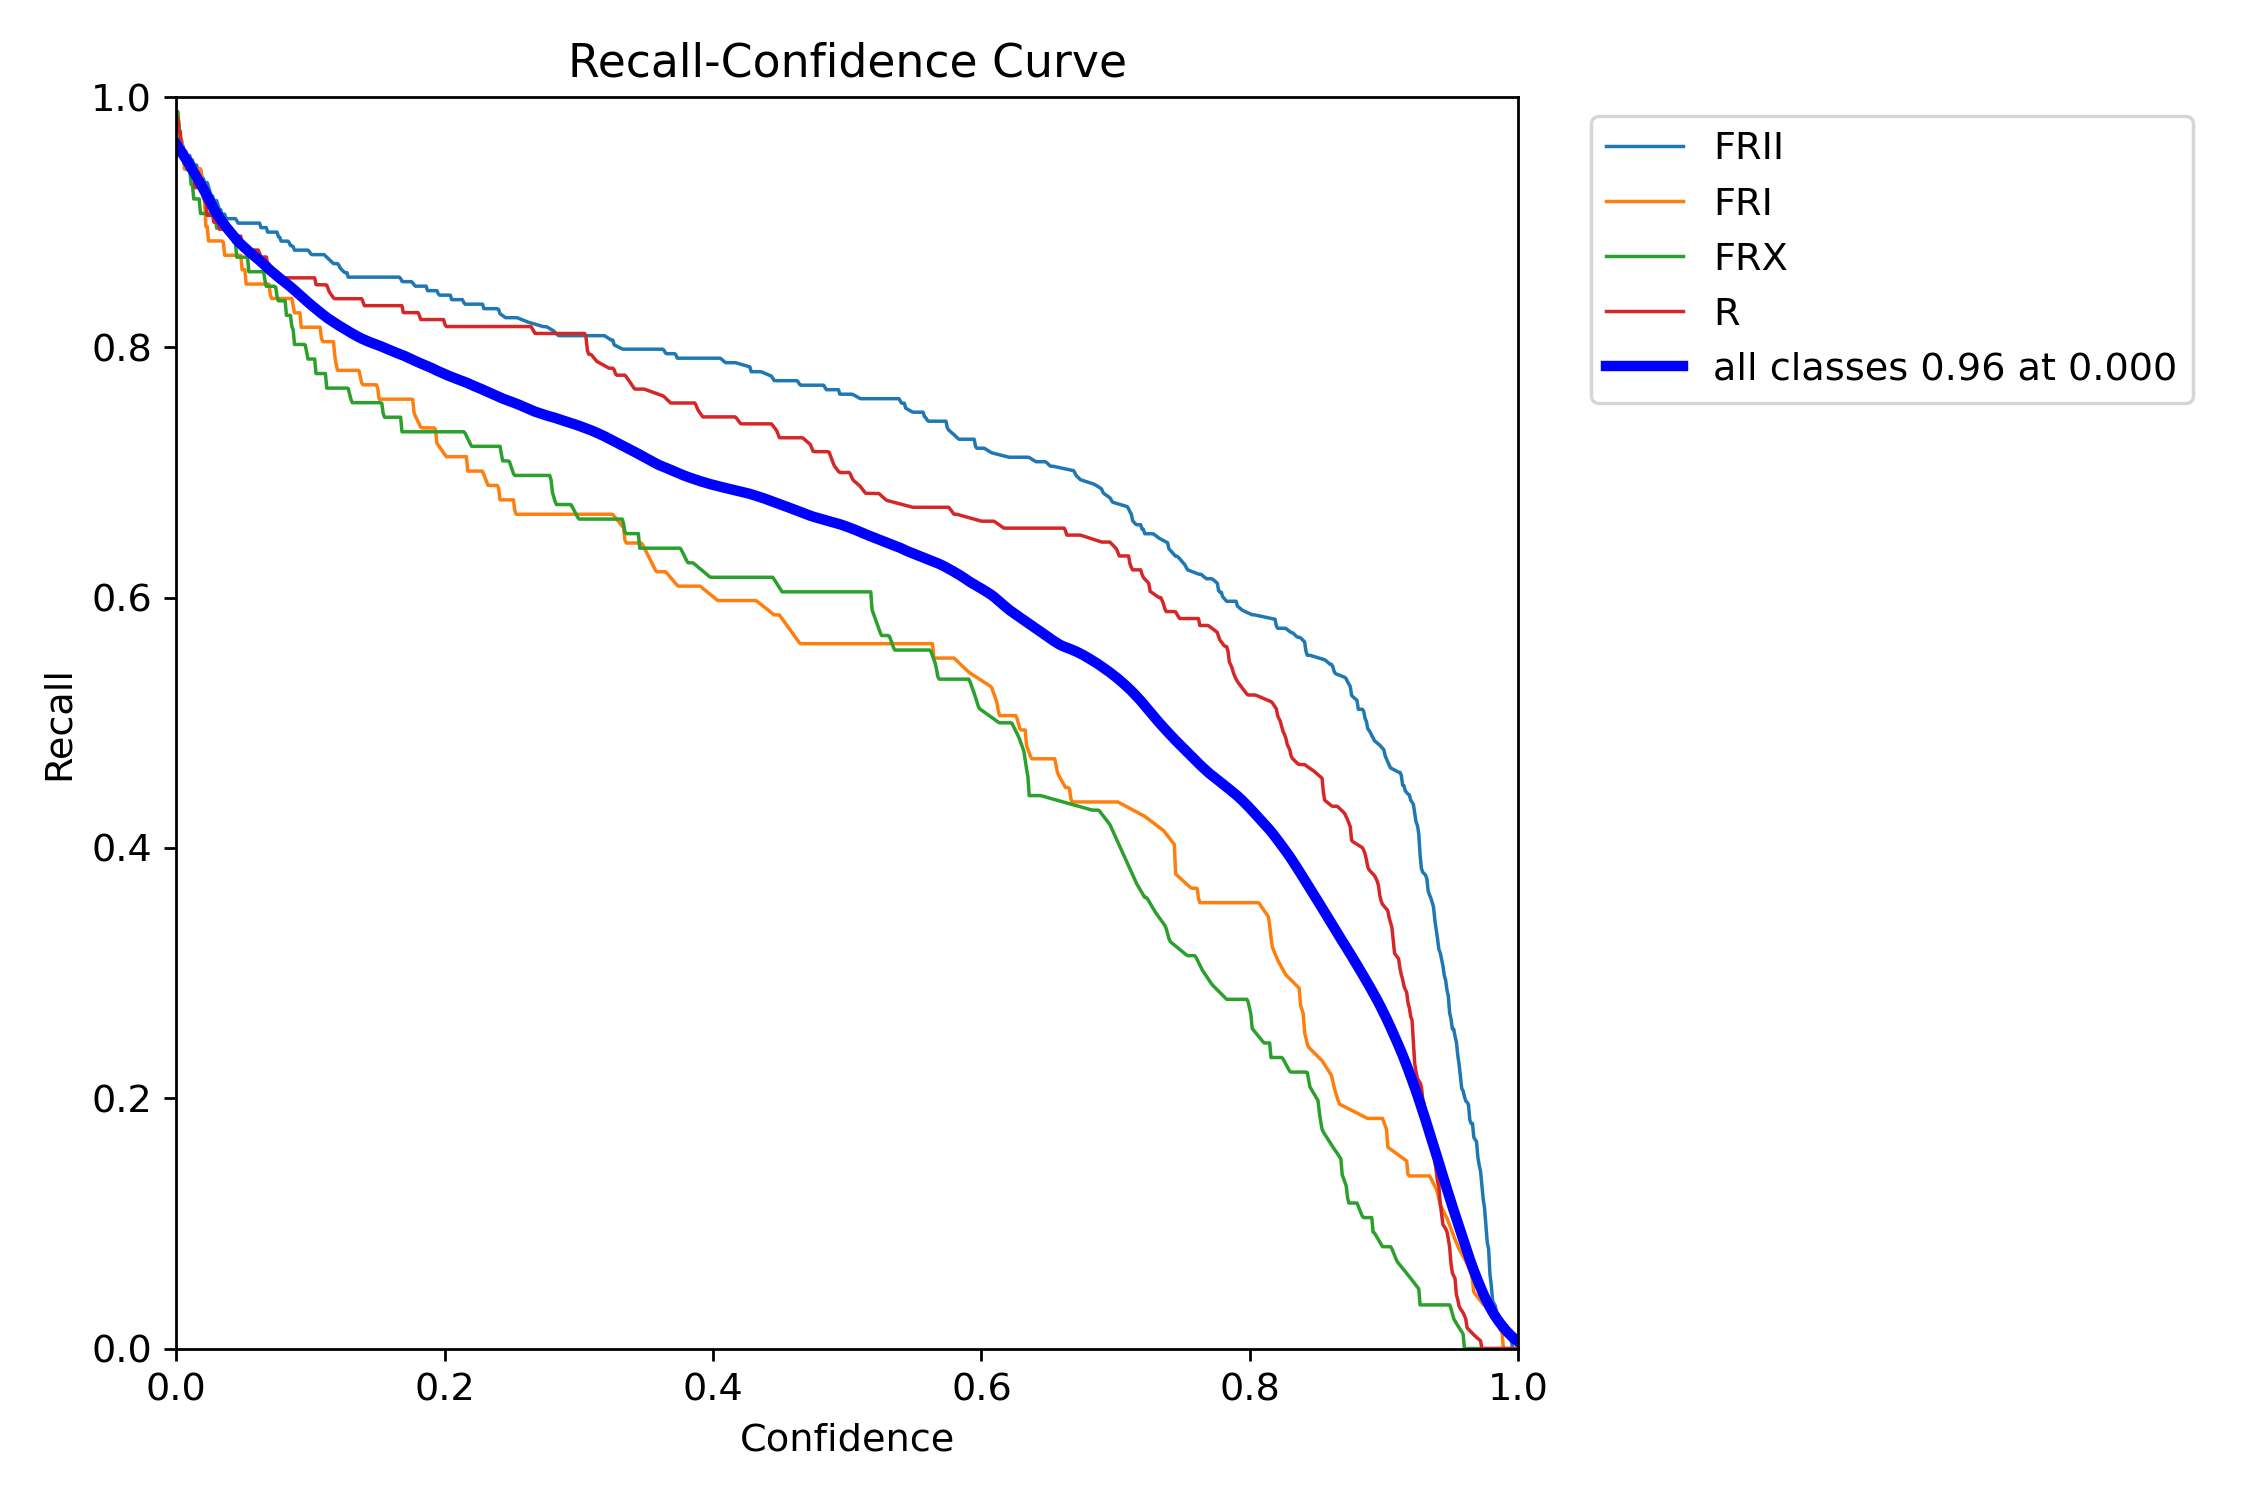 Recall-Confidence Curve
1.0
0.8
0.6
0.4
0.2
0.0
Recall
0.0 0.2 0.4 0.6 0.8 1.0
Confidence
FRII
FRI
FRX
R
all classes 0.96 at 0.000